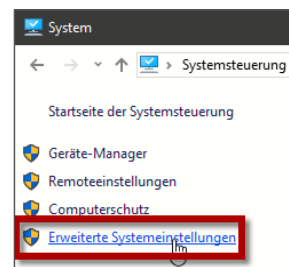 System
Systemsteuerung
Startseite der Systemsteuerung
Geräte-Manager
Remoteeinstellungen
Computerschutz
Erweiterte Systemeinstellungen